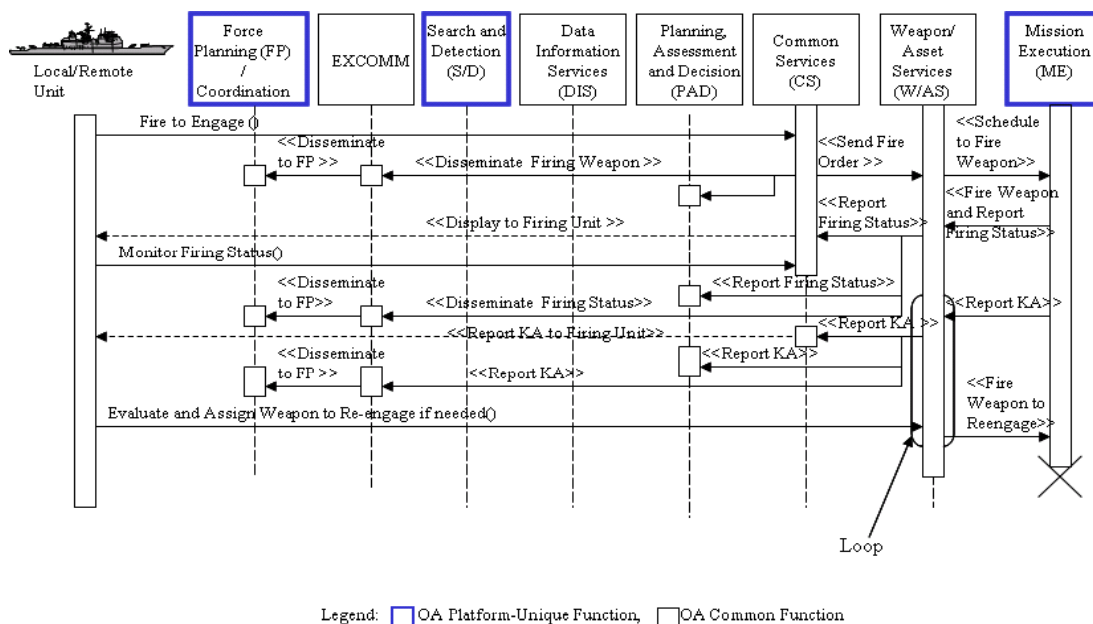 Local/Remote
Unit
Force
Planning (FP)
/
Coordination
EXCOMM
Search and
Detection
(S/D)
Data
Information
Services
(DIS)
Planning,
Assessment
and Decision
(PAD)
Common
Services
(CS)
Weapon/
Asset
Services
(W/AS)
Mission
Execution
(ME)
Fire to Engage ()
<<Disseminate
to FP >>
<<Disseminate Firing Weapon >>
<<Send Fire
Order >>
<<Schedule
to Fire
Weapon>>
<<Display to Firing Unit >>
<<Report
Firing Status>>
<<Fire Weapon
and Report
Firing Status>>
Monitor Firing Status()
<<Report Firing Status>>
<<Disseminate
to FP>>
<<Disseminate Firing Status>>
<<Report KA>>
<<Report KA to Firing Unit>>
<<Report KA >>
<<Disseminate
to FP >>
<<Report KA>>
<<Report KA>>
Evaluate and Assign Weapon to Re-engage if needed()
<<Fire
Weapon to
Reengage>>
Loop
Legend: OA Platform-Unique Function, OA Common Function